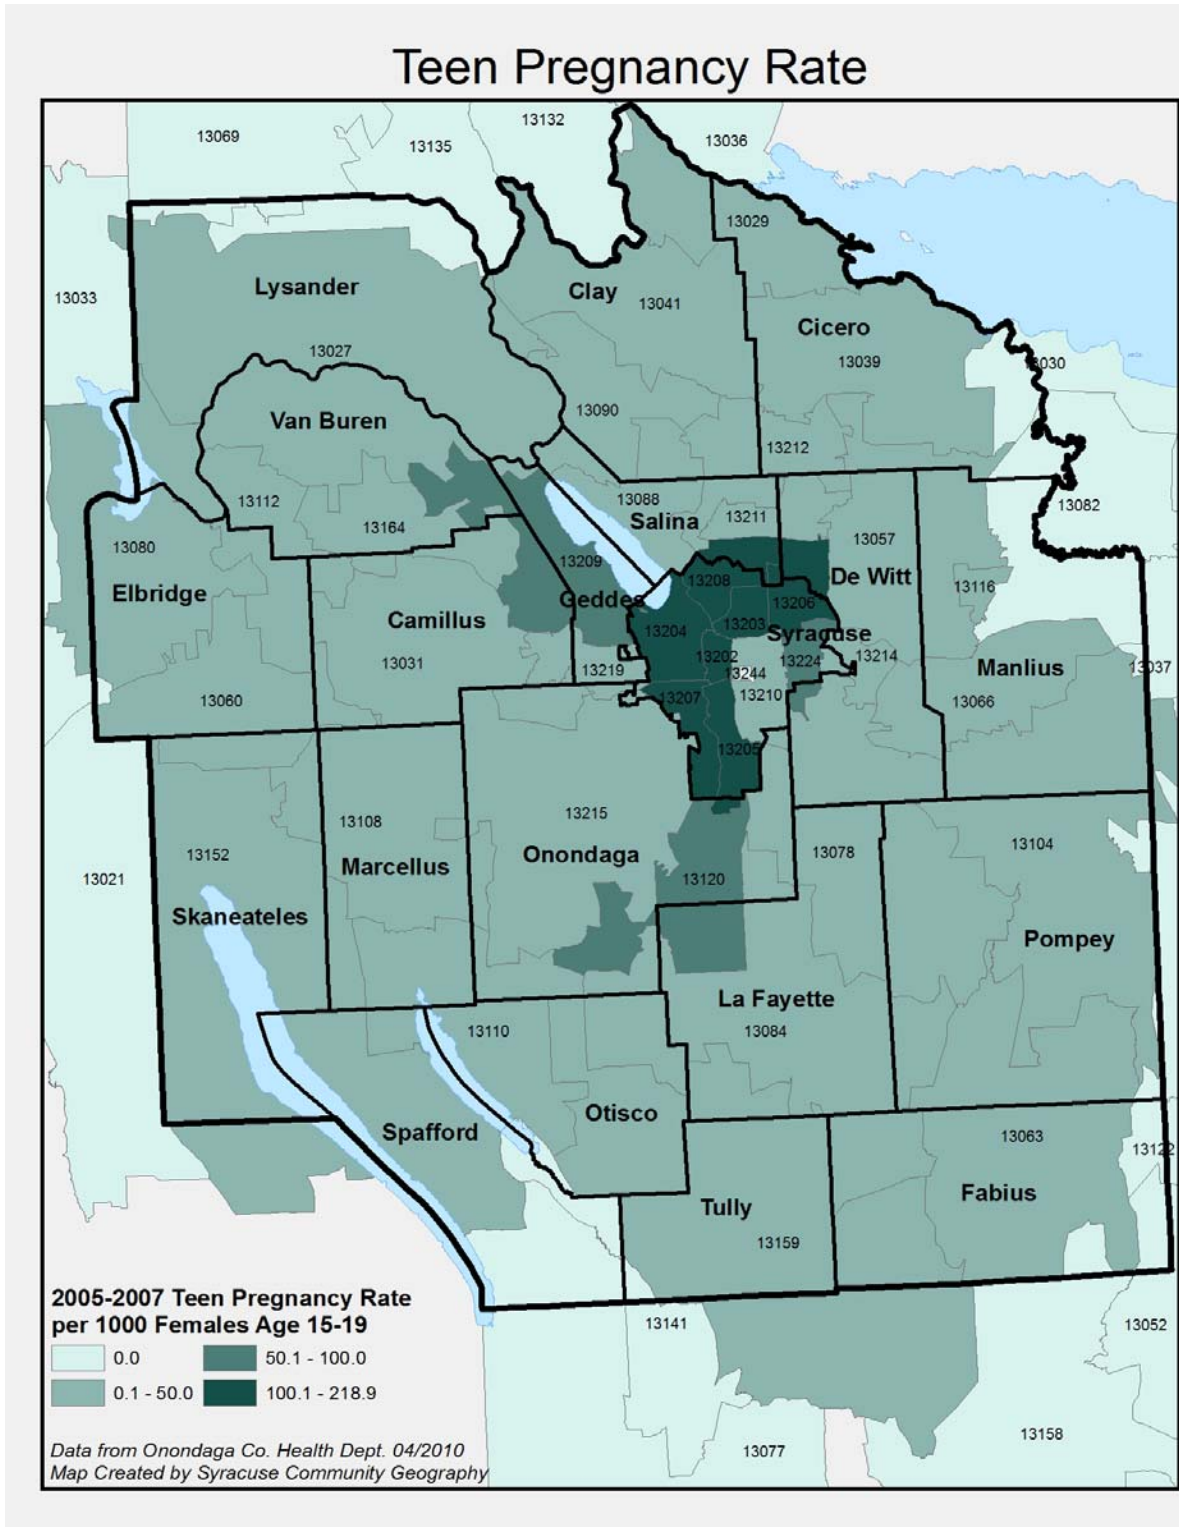 Teen Pregnancy Rate
13069
13135
13132
13036
13029
13033
Lysander
Clay
13041
Cicero
13027
13039
13030
Van Buren
13090
13212
13112
13164
13088
Salina
13211
13082
13080
13057
Elbridge
13209
Geddes
13208
De Witt
13116
Camillus
13204
13203
13206
Syracuse
13031
13219
13202
13244
13224
13214
Manlius
13037
13060
13207
13210
13066
13205
13108
13215
13078
13104
13152
Marcellus
Onondaga
13021
13120
Skaneateles
Pompey
La Fayette
13110
13084
Otisco
Spafford
13063
13122
Fabius
Tully
13159
2005-2007 Teen Pregnancy Rate
per 1000 Females Age 15-19
0.0
50.1 - 100.0
0.1 - 50.0
100.1 - 218.9
13141
13052
13158
13077
Data from Onondaga Co. Health Dept. 04/2010
Map Created by Syracuse Community Geography